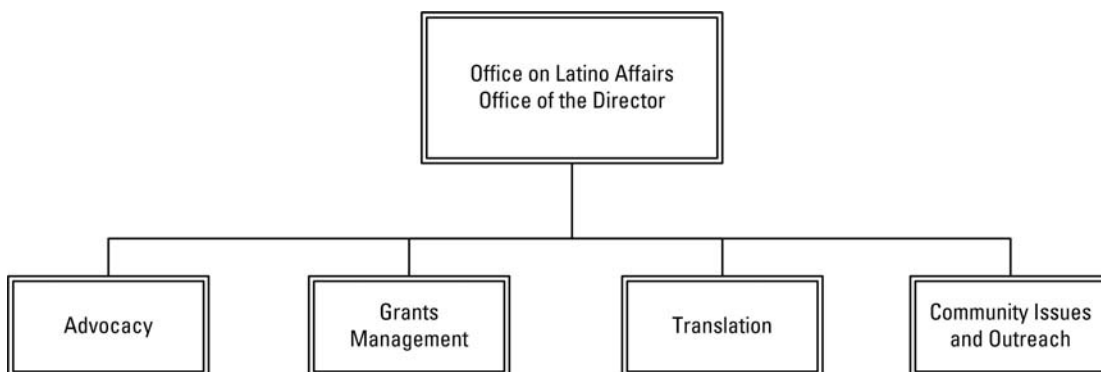 Office on Latino Affairs
Office of the Director
Advocacy
Grants
Management
Translation
Community Issues
and Outreach